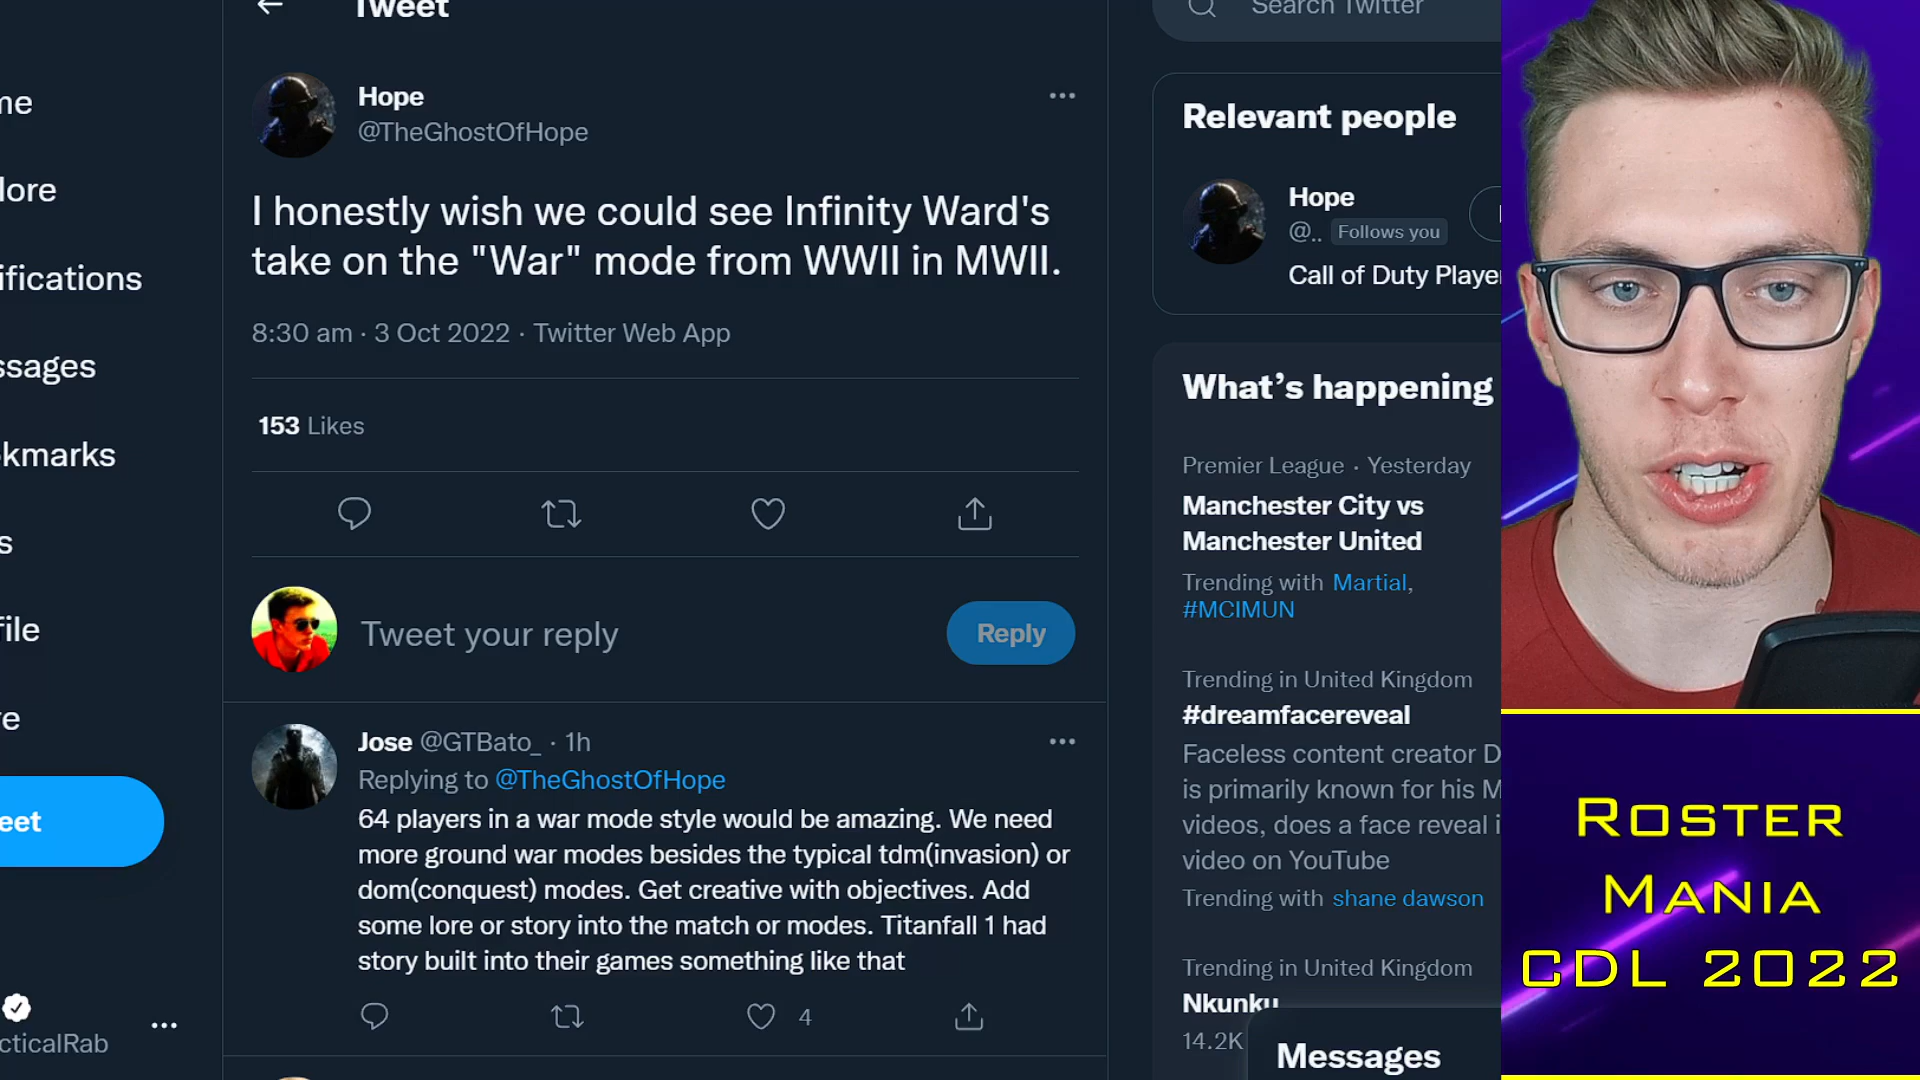 Tweet
Search Twitter
me
lore
ifications
ssages
kmarks
s
file
re
eet
cticalRab
Hope
@TheGhostOfHope
I honestly wish we could see Infinity Ward's
take on the "War" mode from WWII in MWII.
8:30 am · 3 Oct 2022 · Twitter Web App
153 Likes
Tweet your reply
Reply
Jose @GTBato_ · 1h
Replying to @TheGhostOfHope
64 players in a war mode style would be amazing. We need
more ground war modes besides the typical tdm(invasion) or
dom(conquest) modes. Get creative with objectives. Add
some lore or story into the match or modes. Titanfall 1 had
story built into their games something like that
4
Relevant people
Hope
@.. Follows you
Call of Duty Player
What's happening
Premier League · Yesterday
Manchester City vs
Manchester United
Trending with Martial,
#MCIMUN
Trending in United Kingdom
#dreamfacereveal
Faceless content creator D
is primarily known for his M
videos, does a face reveal i
video on YouTube
Trending with shane dawson
Trending in United Kingdom
Nkunku
14.2K
Messages
ROSTER
MANIA
CDL 2022